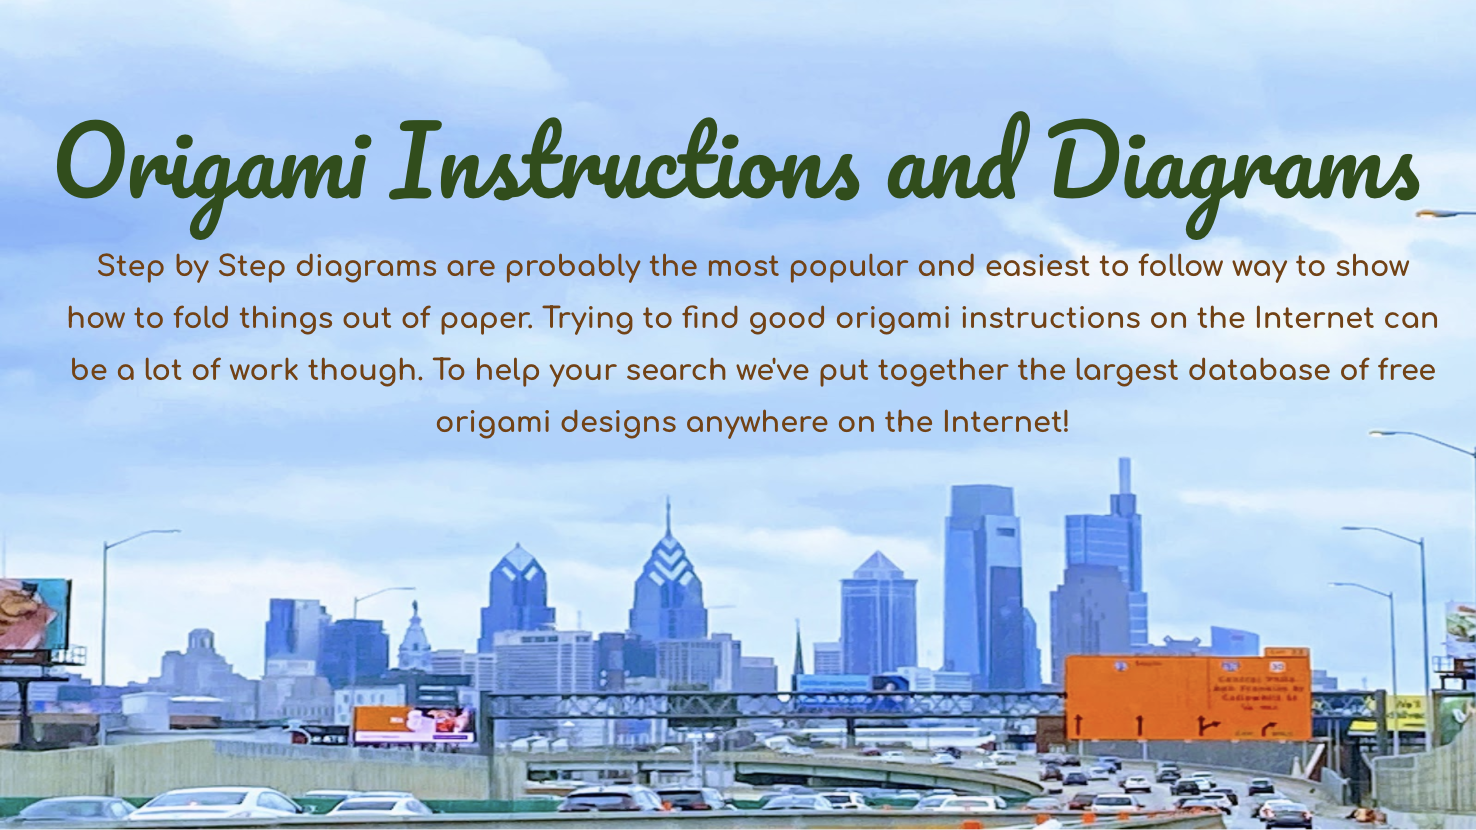 Origami Instructions and Diagrams
Step by Step diagrams are probably the most popular and easiest to follow way to show
how to fold things out of paper. Trying to find good origami instructions on the Internet can
be a lot of work though. To help your search we've put together the largest database of free
origami designs anywhere on the Internet!